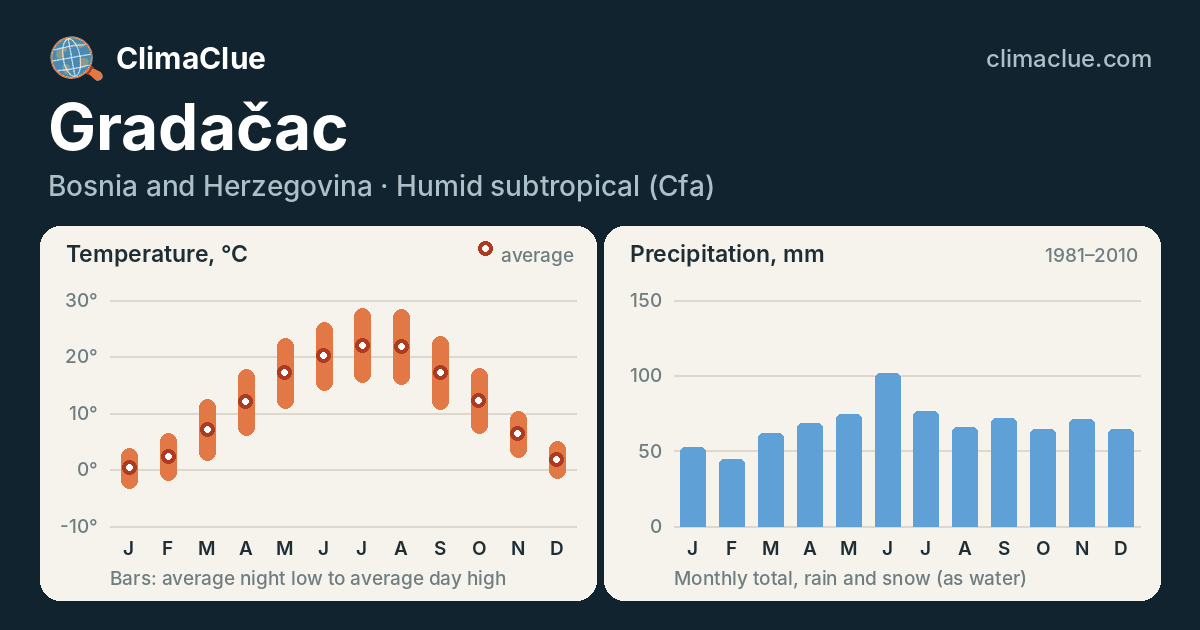 ClimaClue
climaclue.com
Gradačac
Bosnia and Herzegovina · Humid subtropical (Cfa)
Temperature, °C
average
30°
20°
10°
0°
-10°
J F M A M J J A S O N D
Bars: average night low to average day high
Precipitation, mm
1981–2010
150
100
50
0
J F M A M J J A S O N D
Monthly total, rain and snow (as water)